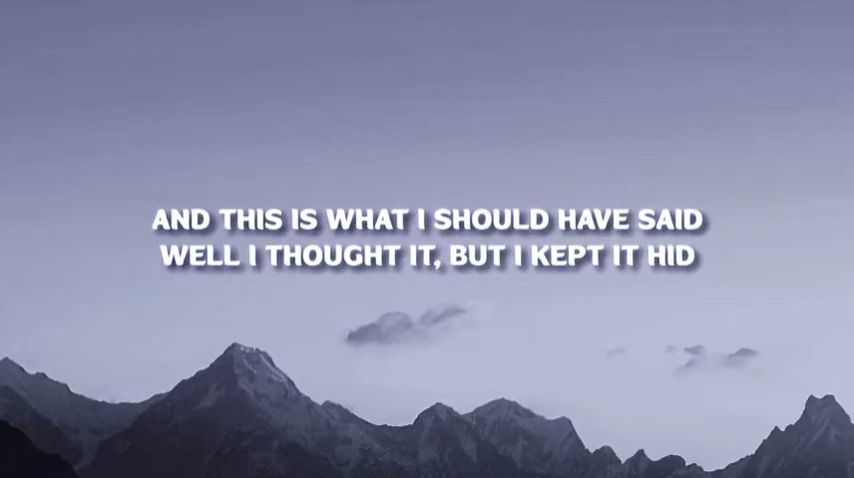 AND THIS IS WHAT I SHOULD HAVE SAID
WELL I THOUGHT IT, BUT I KEPT IT HID